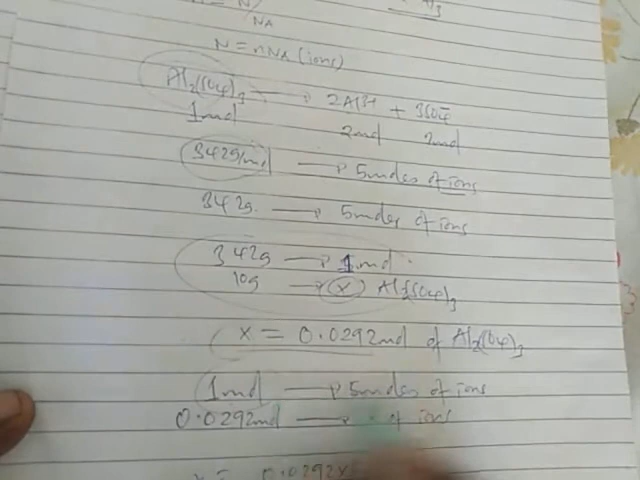 N
NA
N = nNA (ions)
Al2(SO4)3 → 2Al3+ + 3SO4
1mol 2mol 3mol
342g/mol → 5moles of ions
342g. → 5moles of ions
342g → 1mol.
10g → x Al2(SO4)3
x = 0.0292mol of Al2(SO4)3
1mol → 5moles of ions
0.0292mol → of ions
x = 0.0292x